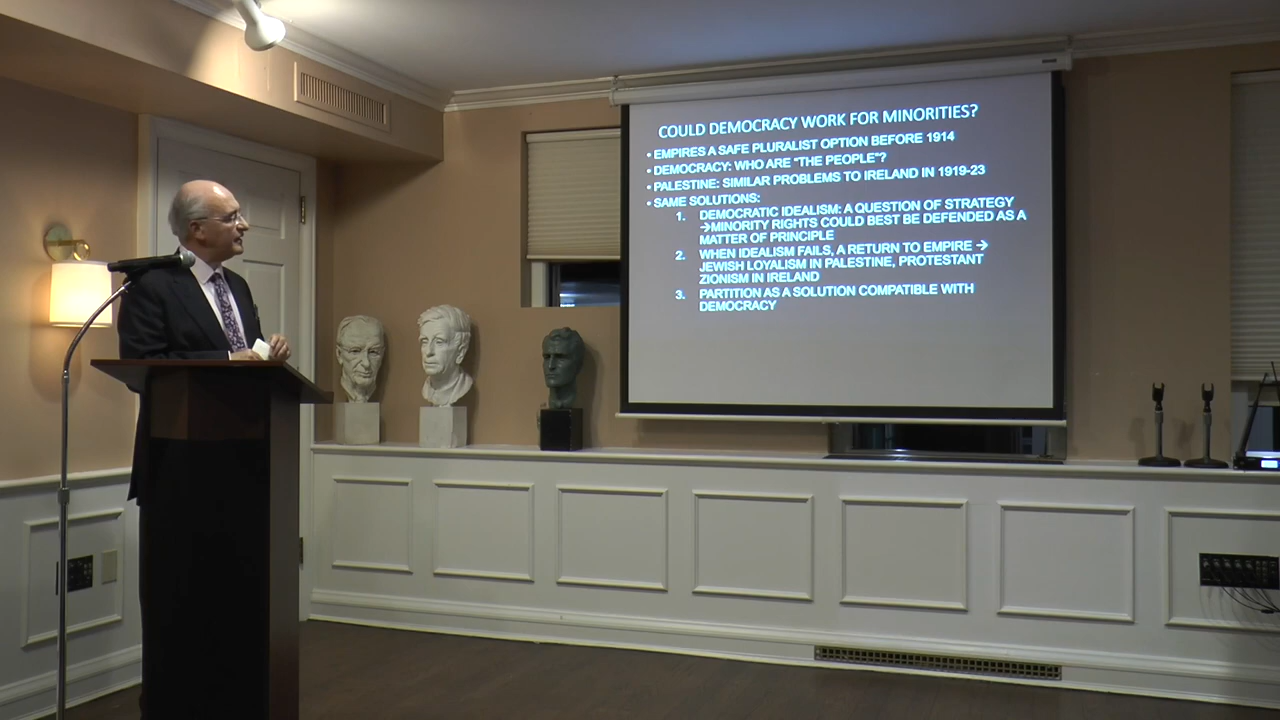 COULD DEMOCRACY WORK FOR MINORITIES?
• EMPIRES A SAFE PLURALIST OPTION BEFORE 1914
• DEMOCRACY: WHO ARE "THE PEOPLE"?
• PALESTINE: SIMILAR PROBLEMS TO IRELAND IN 1919-23
• SAME SOLUTIONS:
1. DEMOCRATIC IDEALISM: A QUESTION OF STRATEGY
→MINORITY RIGHTS COULD BEST BE DEFENDED AS A
MATTER OF PRINCIPLE
2. WHEN IDEALISM FAILS, A RETURN TO EMPIRE →
JEWISH LOYALISM IN PALESTINE, PROTESTANT
ZIONISM IN IRELAND
3. PARTITION AS A SOLUTION COMPATIBLE WITH
DEMOCRACY